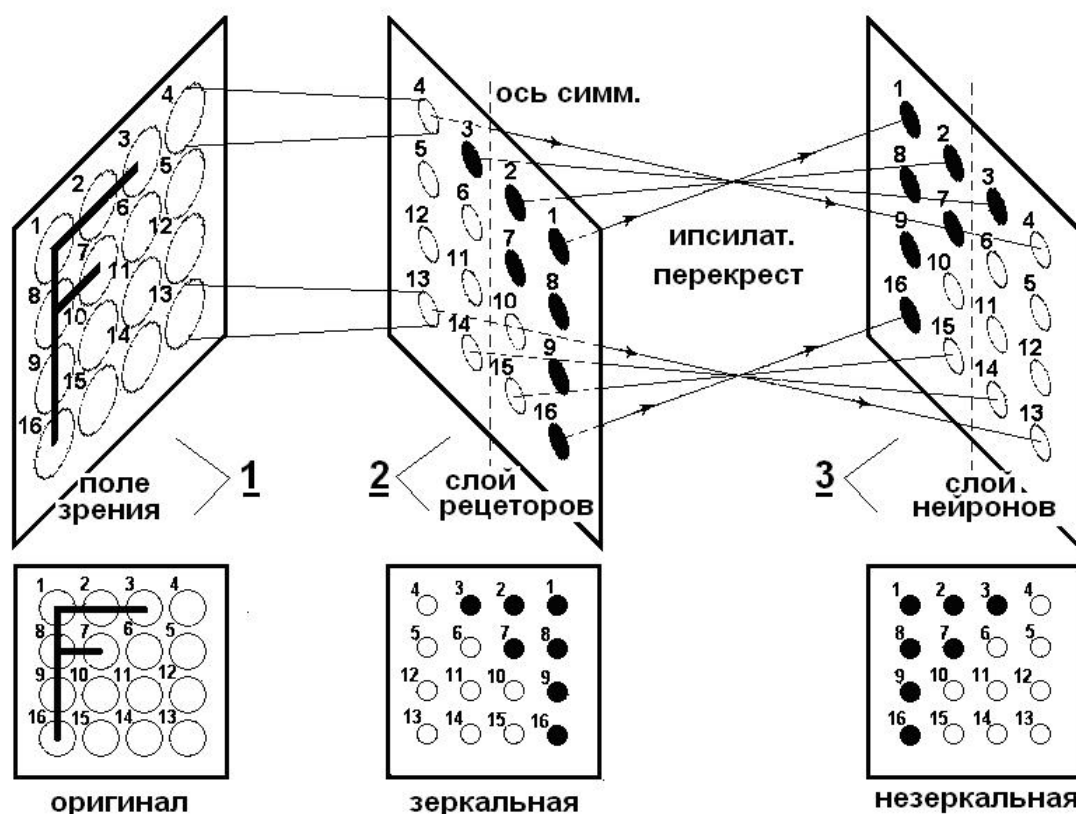 4
3
5
2
1
6
12
7
8
11
13
10
9
14
15
16
поле
зрения
1
4
ось симм.
3
5
2
6
1
12
7
11
8
13
10
14
9
15
16
2
слой
рецеторов
ипсилат.
перекрест
1
2
8
3
7
9
4
6
10
16
5
11
15
12
14
13
3
слой
нейронов
1 2 3 4
8 7 6 5
9 10 11 12
16 15 14 13
оригинал
4 3 2 1
5 6 7 8
12 11 10 9
13 14 15 16
зеркальная
1 2 3 4
8 7 6 5
9 10 11 12
16 15 14 13
незеркальная